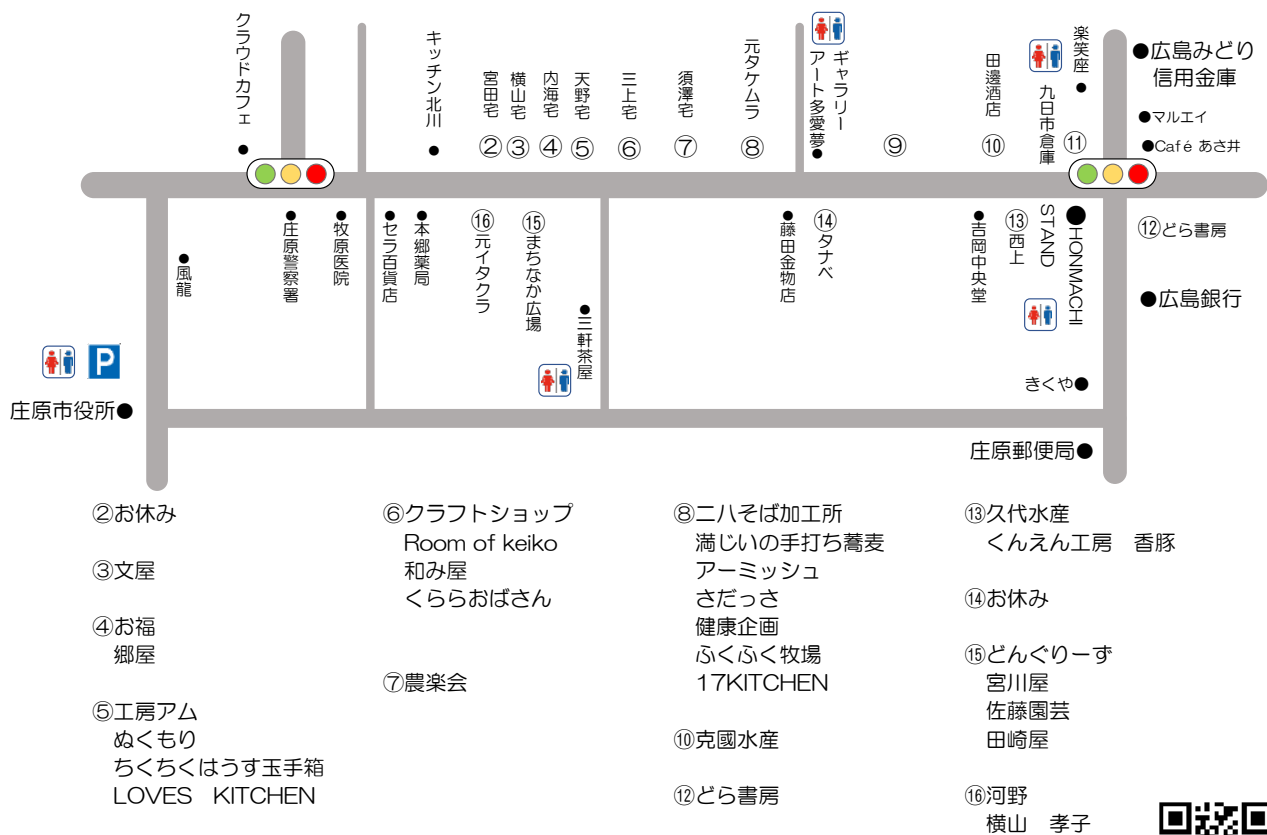 クラウドカフェ
キッチン北川
宮田宅
②
横山宅
③
内海宅
④
天野宅
⑤
三上宅
⑥
須澤宅
⑦
元タケムラ
⑧
ギャラリー
アート多愛夢
⑨
田邊酒店
⑩
九日市倉庫
楽笑座
⑪
●広島みどり
信用金庫
●マルエイ
●Café あさ井
風龍
庄原警察署
牧原医院
セラ百貨店
本郷薬局
⑯元イタクラ
⑮まちなか広場
三軒茶屋
藤田金物店
⑭タナベ
吉岡中央堂
⑬西上
HONMACHI
STAND
⑫どら書房
●広島銀行
P
庄原市役所●
きくや●
庄原郵便局●
②お休み
③文屋
④お福
郷屋
⑤工房アム
ぬくもり
ちくちくはうす玉手箱
LOVES　KITCHEN
⑥クラフトショップ
Room of keiko
和み屋
くららおばさん
⑦農楽会
⑧二八そば加工所
満じいの手打ち蕎麦
アーミッシュ
さだっさ
健康企画
ふくふく牧場
17KITCHEN
⑩克國水産
⑫どら書房
⑬久代水産
くんえん工房　香豚
⑭お休み
⑮どんぐりーず
宮川屋
佐藤園芸
田崎屋
⑯河野
横山　孝子